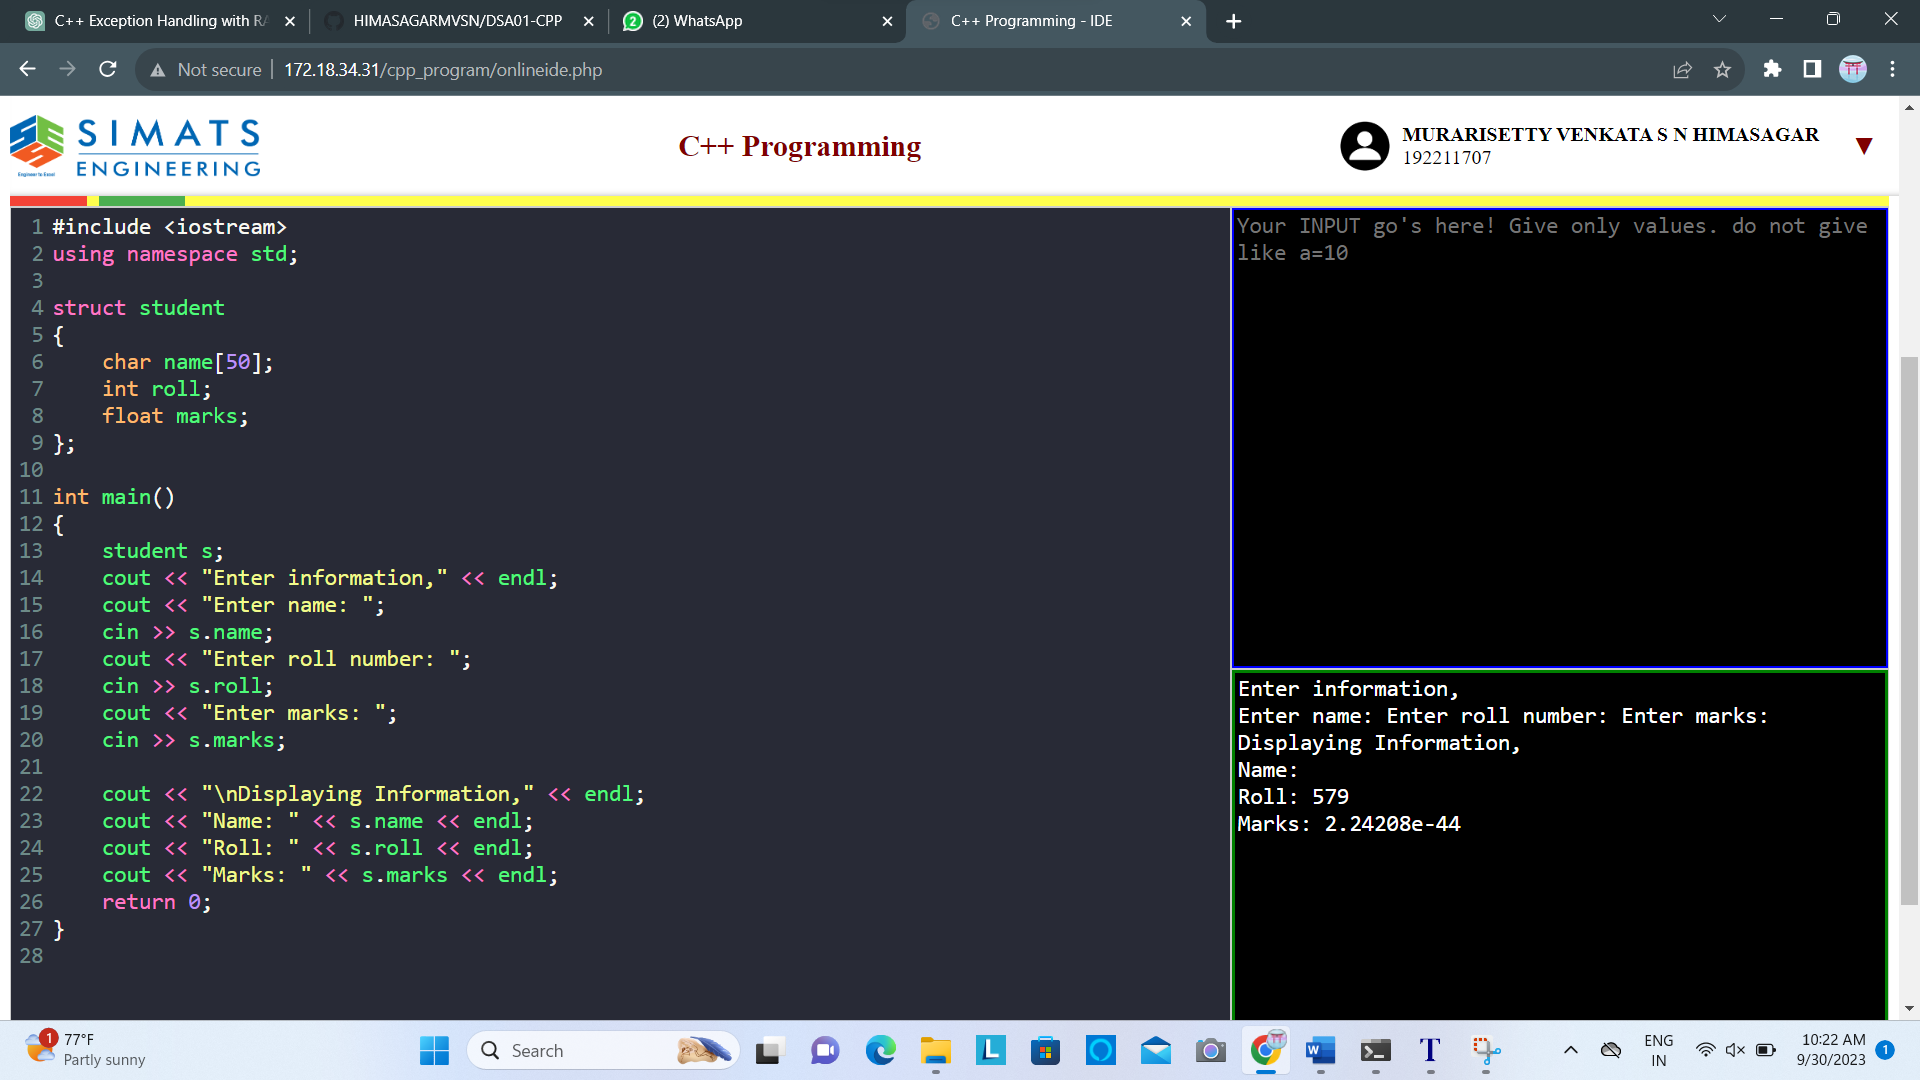 C++ Exception Handling with RA
HIMASAGARMVSN/DSA01-CPP
(2) WhatsApp
C++ Programming - IDE
Not secure
172.18.34.31/cpp_program/onlineide.php
SIMATS
ENGINEERING
Engineer to Excel
C++ Programming
MURARISETTY VENKATA S N HIMASAGAR
192211707
1 #include <iostream>
2 using namespace std;
3
4 struct student
5 {
6     char name[50];
7     int roll;
8     float marks;
9 };
10
11 int main()
12 {
13     student s;
14     cout << "Enter information," << endl;
15     cout << "Enter name: ";
16     cin >> s.name;
17     cout << "Enter roll number: ";
18     cin >> s.roll;
19     cout << "Enter marks: ";
20     cin >> s.marks;
21
22     cout << "\nDisplaying Information," << endl;
23     cout << "Name: " << s.name << endl;
24     cout << "Roll: " << s.roll << endl;
25     cout << "Marks: " << s.marks << endl;
26     return 0;
27 }
28
Your INPUT go's here! Give only values. do not give
like a=10
Enter information,
Enter name: Enter roll number: Enter marks:
Displaying Information,
Name:
Roll: 579
Marks: 2.24208e-44
1
77°F
Partly sunny
Search
ENG
IN
10:22 AM
9/30/2023
1